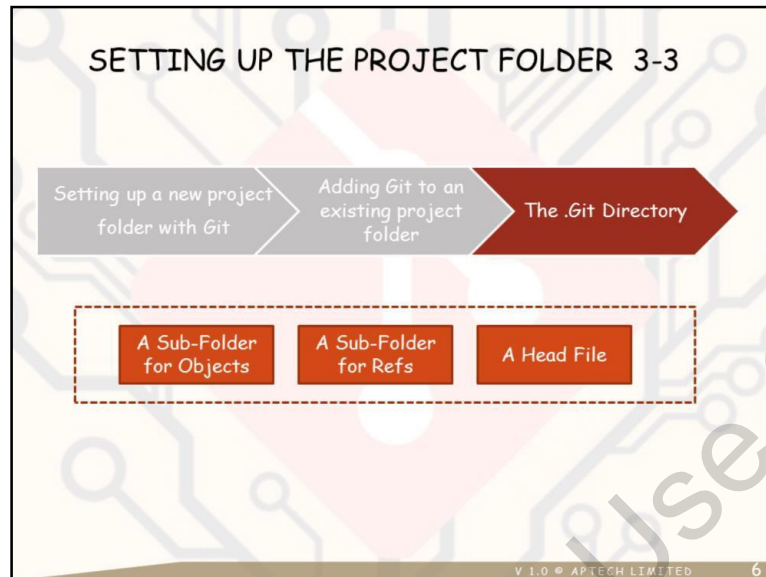 SETTING UP THE PROJECT FOLDER 3-3
Setting up a new project
folder with Git
Adding Git to an
existing project
folder
The .Git Directory
A Sub-Folder
for Objects
A Sub-Folder
for Refs
A Head File
Use
V 1.0 © APTECH LIMITED
6